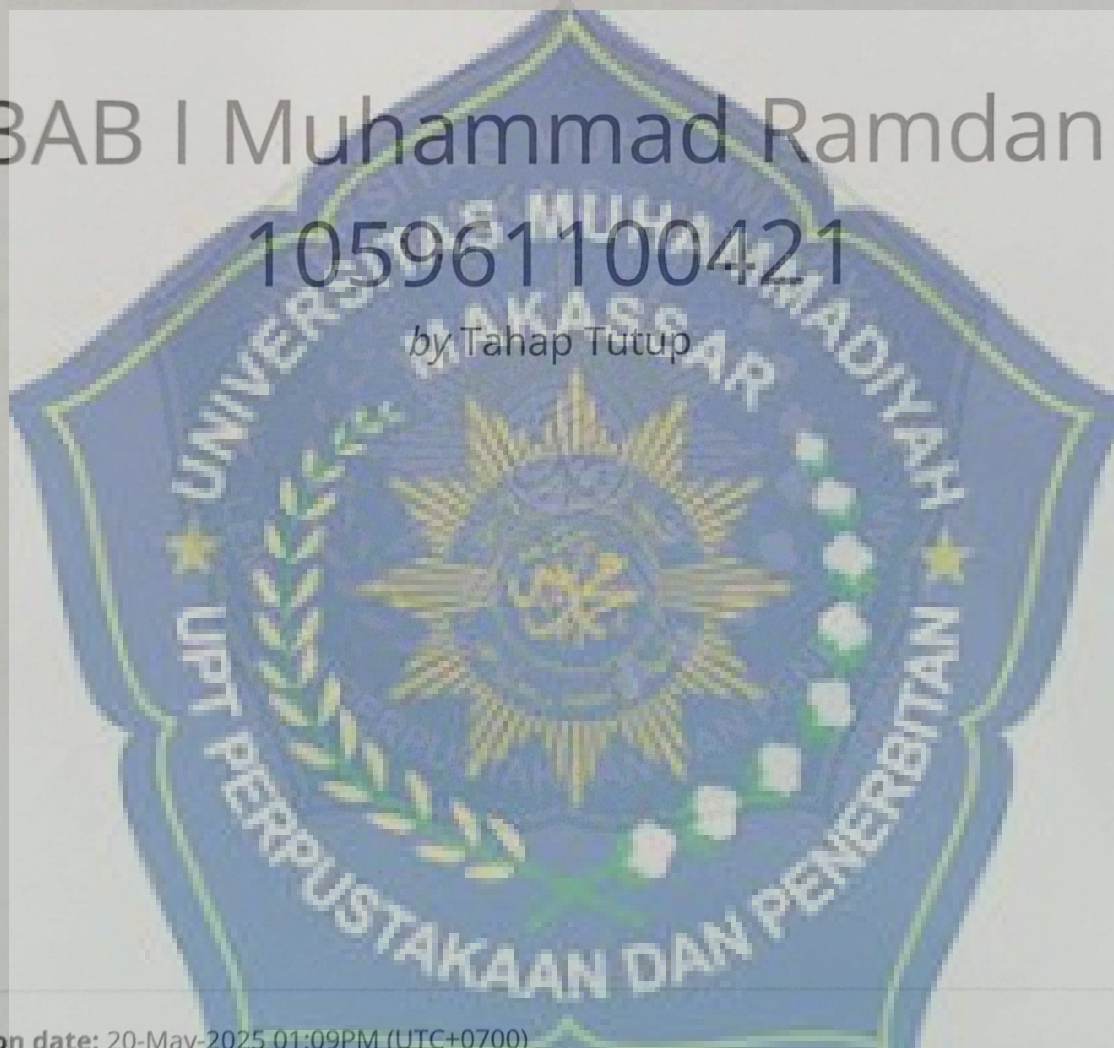 BAB I Muhammad Ramdan
105961100421
by Tahap Tutup
UNIVERSITAS MUHAMMADIYAH
MAKASSAR
UPT PERPUSTAKAAN DAN PENERBITAN
on date: 20-May-2025 01:09PM (UTC+0700)